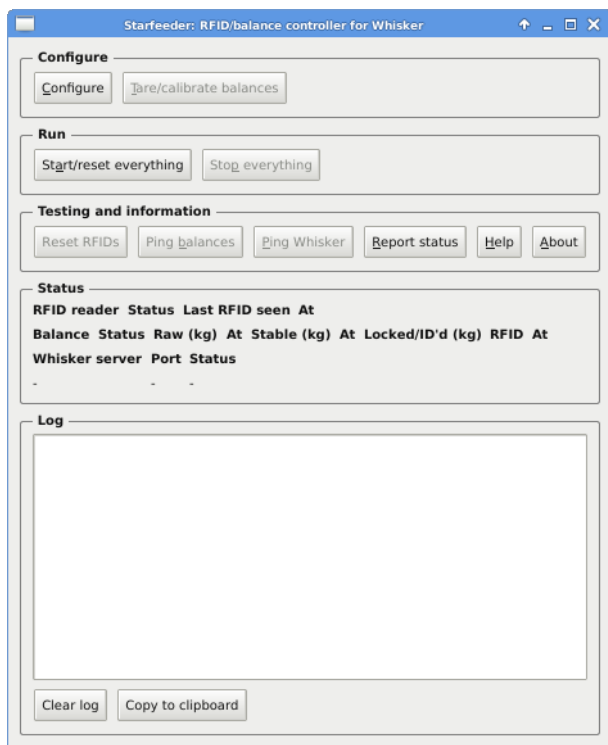 Starfeeder: RFID/balance controller for Whisker
Configure
Configure Tare/calibrate balances
Run
Start/reset everything Stop everything
Testing and information
Reset RFIDs Ping balances Ping Whisker Report status Help About
Status
RFID reader Status Last RFID seen At
Balance Status Raw (kg) At Stable (kg) At Locked/ID'd (kg) RFID At
Whisker server Port Status
- - -
Log
Clear log Copy to clipboard